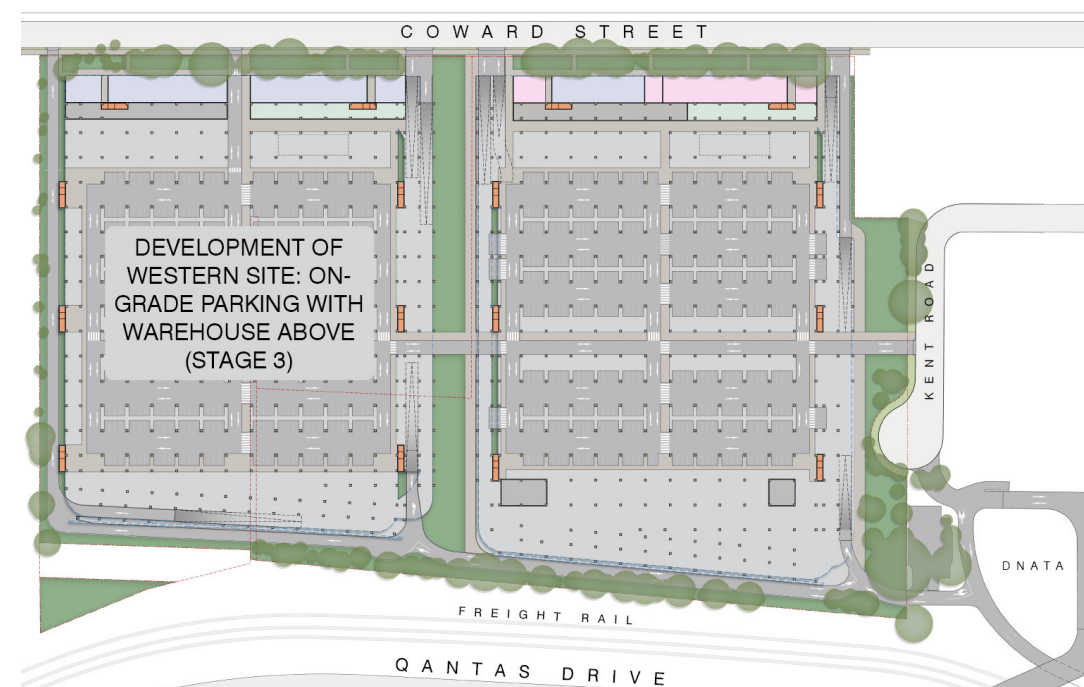 COWARD STREET
DEVELOPMENT OF
WESTERN SITE: ON-
GRADE PARKING WITH
WAREHOUSE ABOVE
(STAGE 3)
KENT ROAD
DNATA
FREIGHT RAIL
QANTAS DRIVE